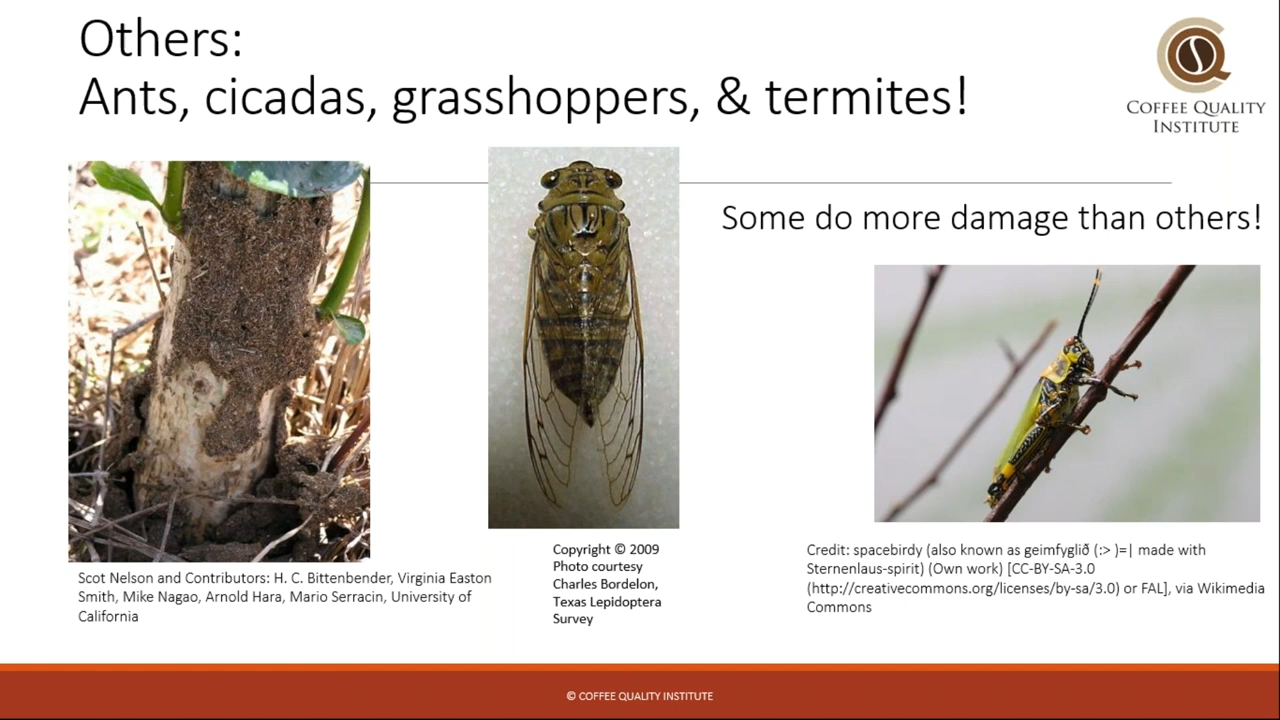 Others:
Ants, cicadas, grasshoppers, & termites!
COFFEE QUALITY
INSTITUTE
Some do more damage than others!
Scot Nelson and Contributors: H. C. Bittenbender, Virginia Easton
Smith, Mike Nagao, Arnold Hara, Mario Serracin, University of
California
Copyright © 2009
Photo courtesy
Charles Bordelon,
Texas Lepidoptera
Survey
Credit: spacebirdy (also known as geimfyglið (:> )=| made with
Sternenlaus-spirit) (Own work) [CC-BY-SA-3.0
(http://creativecommons.org/licenses/by-sa/3.0) or FAL], via Wikimedia
Commons
© COFFEE QUALITY INSTITUTE